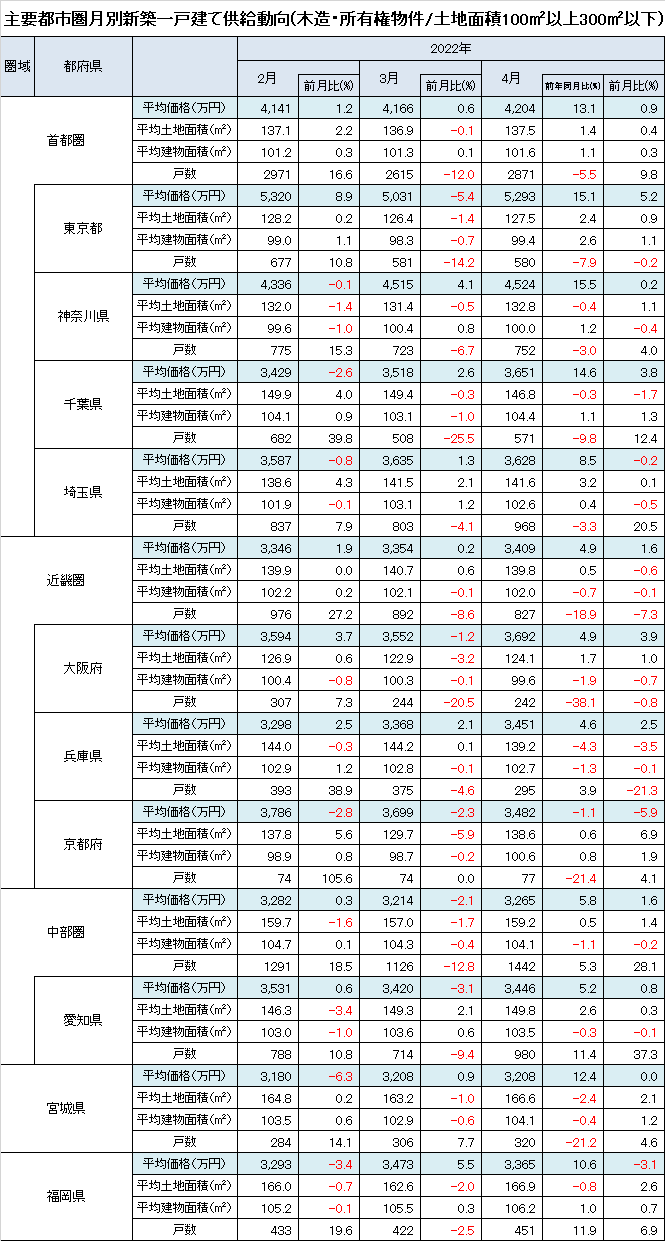 主要都市圏月別新築一戸建て供給動向(木造・所有権物件/土地面積100㎡以上300㎡以下)
圏域 都府県 2022年
2月 前月比(%) 3月 前月比(%) 4月 前年同月比(%) 前月比(%)
首都圏
平均価格(万円) 4,141 1.2 4,166 0.6 4,204 13.1 0.9
平均土地面積(㎡) 137.1 2.2 136.9 -0.1 137.5 1.4 0.4
平均建物面積(㎡) 101.2 0.3 101.3 0.1 101.6 1.1 0.3
戸数 2971 16.6 2615 -12.0 2871 -5.5 9.8
東京都
平均価格(万円) 5,320 8.9 5,031 -5.4 5,293 15.1 5.2
平均土地面積(㎡) 128.2 0.2 126.4 -1.4 127.5 2.4 0.9
平均建物面積(㎡) 99.0 1.1 98.3 -0.7 99.4 2.6 1.1
戸数 677 10.8 581 -14.2 580 -7.9 -0.2
神奈川県
平均価格(万円) 4,336 -0.1 4,515 4.1 4,524 15.5 0.2
平均土地面積(㎡) 132.0 -1.4 131.4 -0.5 132.8 -0.4 1.1
平均建物面積(㎡) 99.6 -1.0 100.4 0.8 100.0 1.2 -0.4
戸数 775 15.3 723 -6.7 752 -3.0 4.0
千葉県
平均価格(万円) 3,429 -2.6 3,518 2.6 3,651 14.6 3.8
平均土地面積(㎡) 149.9 4.0 149.4 -0.3 146.8 -0.3 -1.7
平均建物面積(㎡) 104.1 0.9 103.1 -1.0 104.4 1.1 1.3
戸数 682 39.8 508 -25.5 571 -9.8 12.4
埼玉県
平均価格(万円) 3,587 -0.8 3,635 1.3 3,628 8.5 -0.2
平均土地面積(㎡) 138.6 4.3 141.5 2.1 141.6 3.2 0.1
平均建物面積(㎡) 101.9 -0.1 103.1 1.2 102.6 0.4 -0.5
戸数 837 7.9 803 -4.1 968 -3.3 20.5
近畿圏
平均価格(万円) 3,346 1.9 3,354 0.2 3,409 4.9 1.6
平均土地面積(㎡) 139.9 0.0 140.7 0.6 139.8 0.5 -0.6
平均建物面積(㎡) 102.2 0.2 102.1 -0.1 102.0 -0.7 -0.1
戸数 976 27.2 892 -8.6 827 -18.9 -7.3
大阪府
平均価格(万円) 3,594 3.7 3,552 -1.2 3,692 4.9 3.9
平均土地面積(㎡) 126.9 0.6 122.9 -3.2 124.1 1.7 1.0
平均建物面積(㎡) 100.4 -0.8 100.3 -0.1 99.6 -1.9 -0.7
戸数 307 7.3 244 -20.5 242 -38.1 -0.8
兵庫県
平均価格(万円) 3,298 2.5 3,368 2.1 3,451 4.6 2.5
平均土地面積(㎡) 144.0 -0.3 144.2 0.1 139.2 -4.3 -3.5
平均建物面積(㎡) 102.9 1.2 102.8 -0.1 102.7 -1.3 -0.1
戸数 393 38.9 375 -4.6 295 3.9 -21.3
京都府
平均価格(万円) 3,786 -2.8 3,699 -2.3 3,482 -1.1 -5.9
平均土地面積(㎡) 137.8 5.6 129.7 -5.9 138.6 0.6 6.9
平均建物面積(㎡) 98.9 0.8 98.7 -0.2 100.6 0.8 1.9
戸数 74 105.6 74 0.0 77 -21.4 4.1
中部圏
平均価格(万円) 3,282 0.3 3,214 -2.1 3,265 5.8 1.6
平均土地面積(㎡) 159.7 -1.6 157.0 -1.7 159.2 0.5 1.4
平均建物面積(㎡) 104.7 0.1 104.3 -0.4 104.1 -1.1 -0.2
戸数 1291 18.5 1126 -12.8 1442 5.3 28.1
愛知県
平均価格(万円) 3,531 0.6 3,420 -3.1 3,446 5.2 0.8
平均土地面積(㎡) 146.3 -3.4 149.3 2.1 149.8 2.6 0.3
平均建物面積(㎡) 103.0 -1.0 103.6 0.6 103.5 -0.3 -0.1
戸数 788 10.8 714 -9.4 980 11.4 37.3
宮城県
平均価格(万円) 3,180 -6.3 3,208 0.9 3,208 12.4 0.0
平均土地面積(㎡) 164.8 0.2 163.2 -1.0 166.6 -2.4 2.1
平均建物面積(㎡) 103.5 0.6 102.9 -0.6 104.1 -0.4 1.2
戸数 284 14.1 306 7.7 320 -21.2 4.6
福岡県
平均価格(万円) 3,293 -3.4 3,473 5.5 3,365 10.6 -3.1
平均土地面積(㎡) 166.0 -0.7 162.6 -2.0 166.9 -0.8 2.6
平均建物面積(㎡) 105.2 -0.1 105.5 0.3 106.2 1.0 0.7
戸数 433 19.6 422 -2.5 451 11.9 6.9